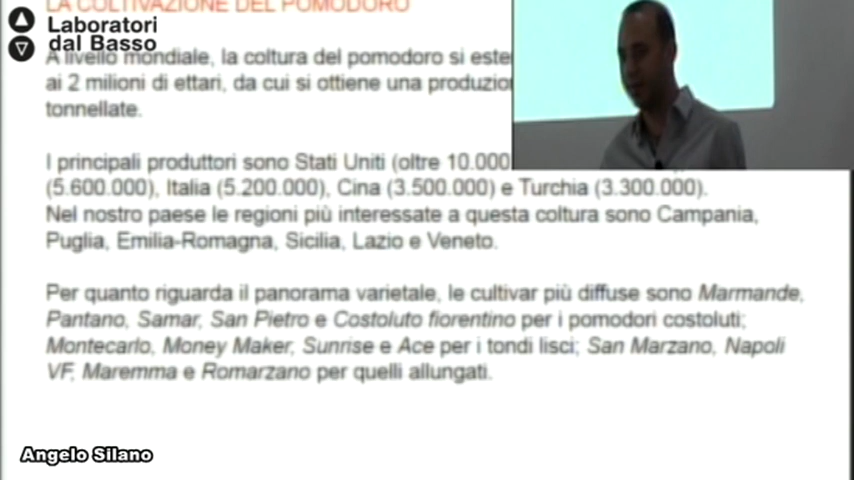 LA COLTIVAZIONE DEL POMODORO
Laboratori
dal Basso
A livello mondiale, la coltura del pomodoro si
ai 2 milioni di ettari, da cui si ottiene una
tonnellate.
I principali produttori sono Stati Uniti (oltre 10.000
(5.600.000), Italia (5.200.000), Cina (3.500.000) e Turchia (3.300.000).
Nel nostro paese le regioni più interessate a questa coltura sono Campania,
Puglia, Emilia-Romagna, Sicilia, Lazio e Veneto.
Per quanto riguarda il panorama varietale, le cultivar più diffuse sono Marmande,
Pantano, Samar, San Pietro e Costoluto fiorentino per i pomodori costoluti;
Montecarlo, Money Maker, Sunrise e Ace per i tondi lisci; San Marzano, Napoli
VF, Maremma e Romarzano per quelli allungati.
Angelo Silano